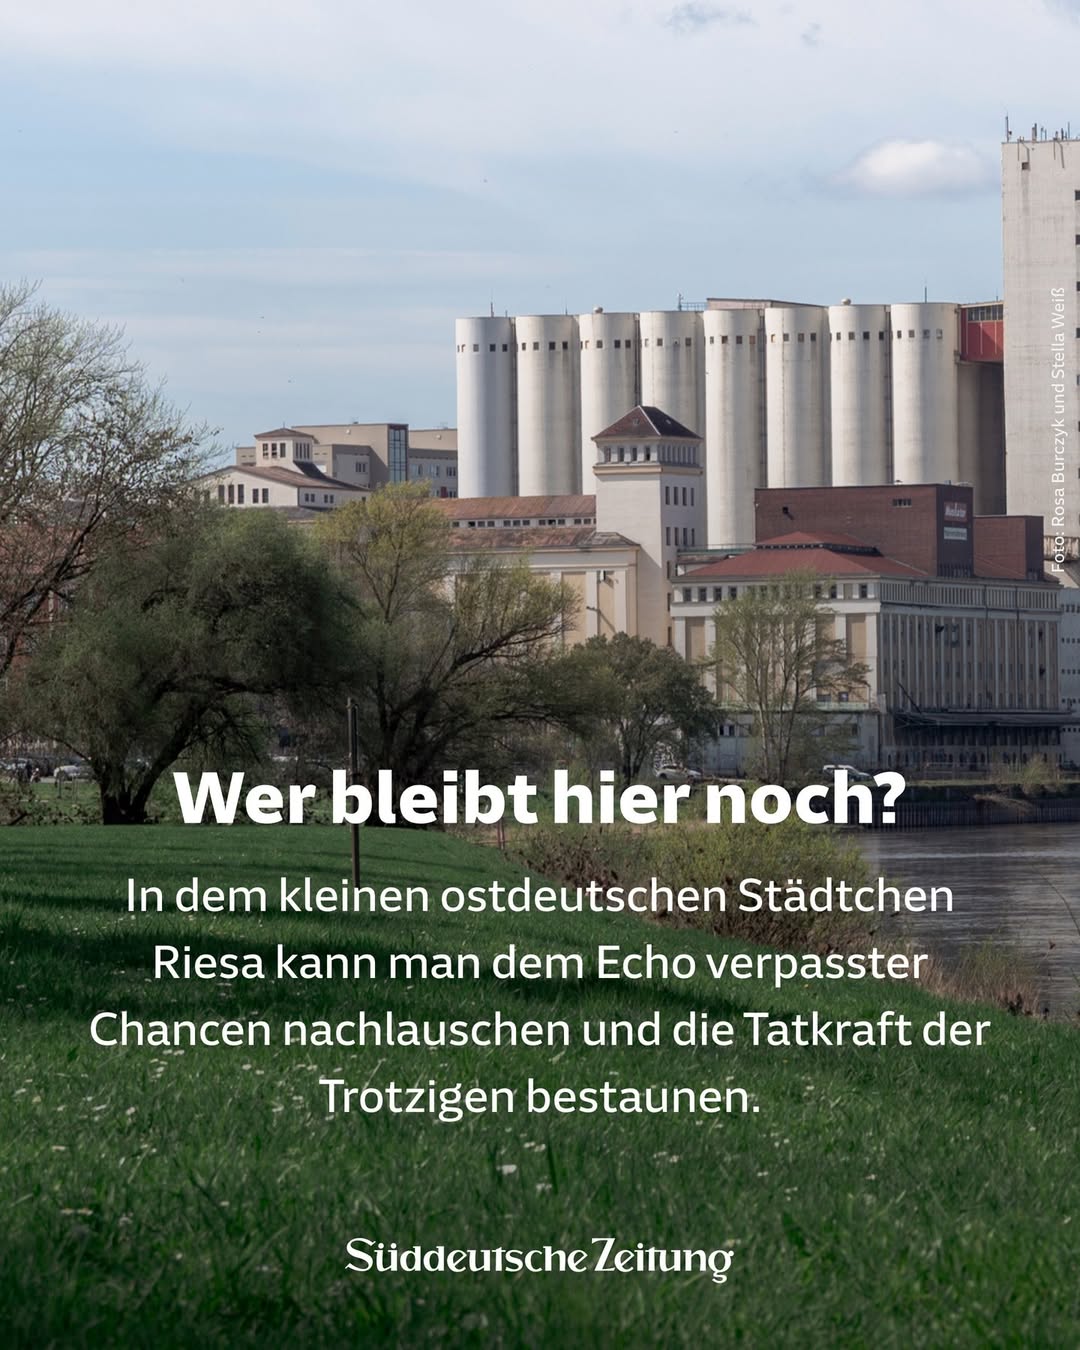 Foto: Rosa Burczyk und Stella Weiß
Wer bleibt hier noch?
In dem kleinen ostdeutschen Städtchen
Riesa kann man dem Echo verpasster
Chancen nachlauschen und die Tatkraft der
Trotzigen bestaunen.
Süddeutsche Zeitung